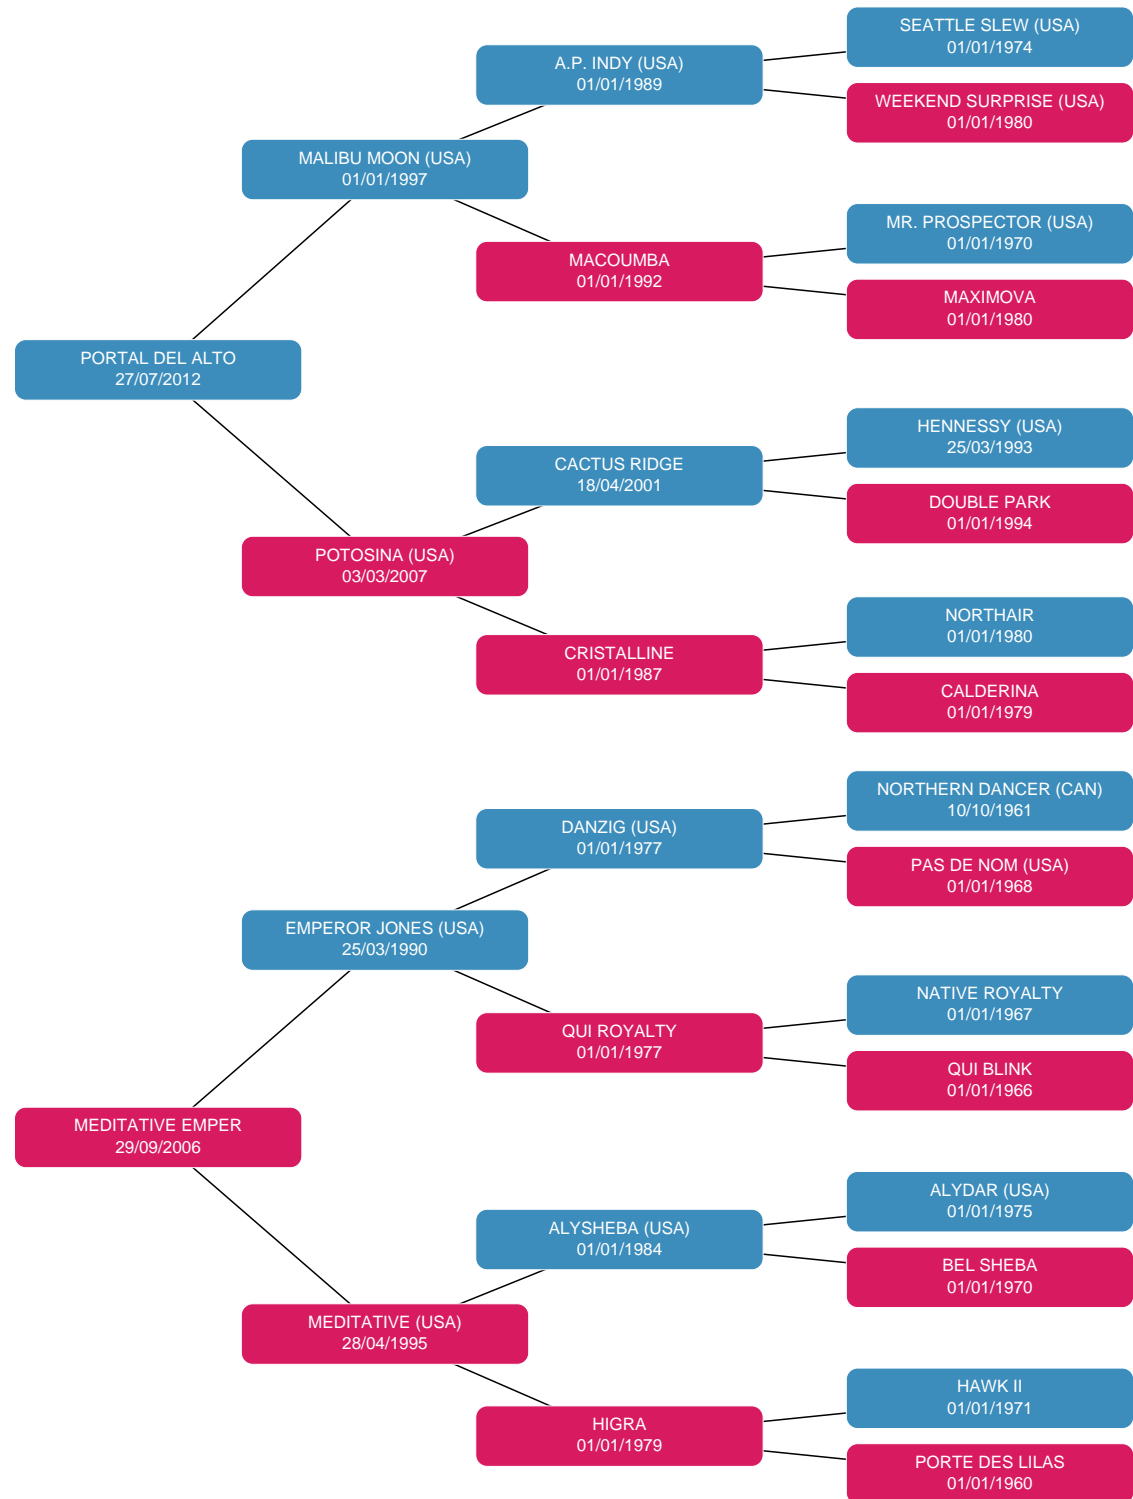 SEATTLE SLEW (USA)
01/01/1974
A.P. INDY (USA)
01/01/1989
WEEKEND SURPRISE (USA)
01/01/1980
MALIBU MOON (USA)
01/01/1997
MR. PROSPECTOR (USA)
01/01/1970
MACOUMBA
01/01/1992
MAXIMOVA
01/01/1980
PORTAL DEL ALTO
27/07/2012
HENNESSY (USA)
25/03/1993
CACTUS RIDGE
18/04/2001
DOUBLE PARK
01/01/1994
POTOSINA (USA)
03/03/2007
NORTHAIR
01/01/1980
CRISTALLINE
01/01/1987
CALDERINA
01/01/1979
NORTHERN DANCER (CAN)
10/10/1961
DANZIG (USA)
01/01/1977
PAS DE NOM (USA)
01/01/1968
EMPEROR JONES (USA)
25/03/1990
NATIVE ROYALTY
01/01/1967
QUI ROYALTY
01/01/1977
QUI BLINK
01/01/1966
MEDITATIVE EMPER
29/09/2006
ALYDAR (USA)
01/01/1975
ALYSHEBA (USA)
01/01/1984
BEL SHEBA
01/01/1970
MEDITATIVE (USA)
28/04/1995
HAWK II
01/01/1971
HIGRA
01/01/1979
PORTE DES LILAS
01/01/1960